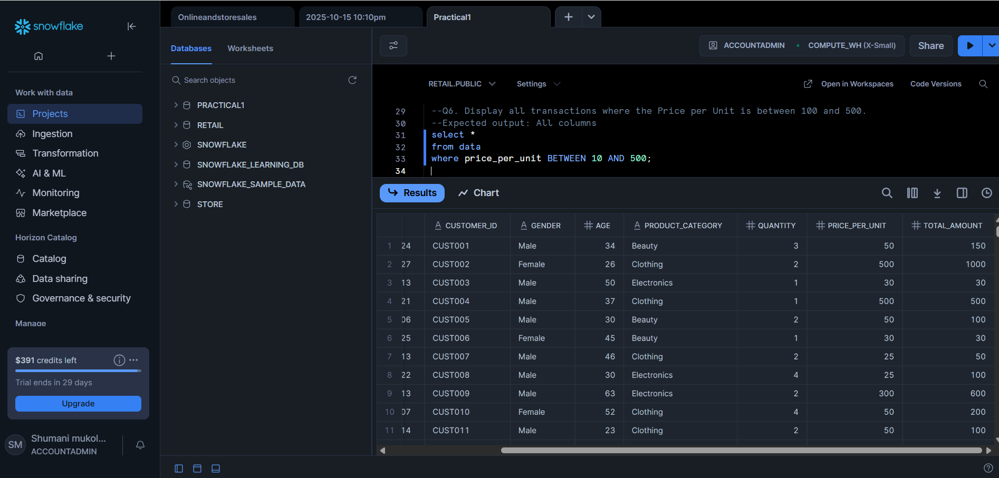 snowflake
Work with data
Projects
Ingestion
Transformation
AI & ML
Monitoring
Marketplace
Horizon Catalog
Catalog
Data sharing
Governance & security
Manage
$391 credits left
Trial ends in 29 days
Upgrade
SM
Shumani mukol...
ACCOUNTADMIN
Onlineandstoresales
2025-10-15 10:10pm
Practical1
Databases
Worksheets
Search objects
PRACTICAL1
RETAIL
SNOWFLAKE
SNOWFLAKE_LEARNING_DB
SNOWFLAKE_SAMPLE_DATA
STORE
ACCOUNTADMIN
COMPUTE_WH (X-Small)
Share
RETAIL.PUBLIC
Settings
Open in Workspaces
Code Versions
29 --Q6. Display all transactions where the Price per Unit is between 100 and 500.
30 --Expected output: All columns
31 select *
32 from data
33 where price_per_unit BETWEEN 10 AND 500;
34
Results
Chart
CUSTOMER_ID GENDER AGE PRODUCT_CATEGORY QUANTITY PRICE_PER_UNIT TOTAL_AMOUNT
1 24 CUST001 Male 34 Beauty 3 50 150
2 27 CUST002 Female 26 Clothing 2 500 1000
3 13 CUST003 Male 50 Electronics 1 30 30
4 21 CUST004 Male 37 Clothing 1 500 500
5 06 CUST005 Male 30 Beauty 2 50 100
6 25 CUST006 Female 45 Beauty 1 30 30
7 13 CUST007 Male 46 Clothing 2 25 50
8 22 CUST008 Male 30 Electronics 4 25 100
9 13 CUST009 Male 63 Electronics 2 300 600
10 07 CUST010 Female 52 Clothing 4 50 200
11 14 CUST011 Male 23 Clothing 2 50 100